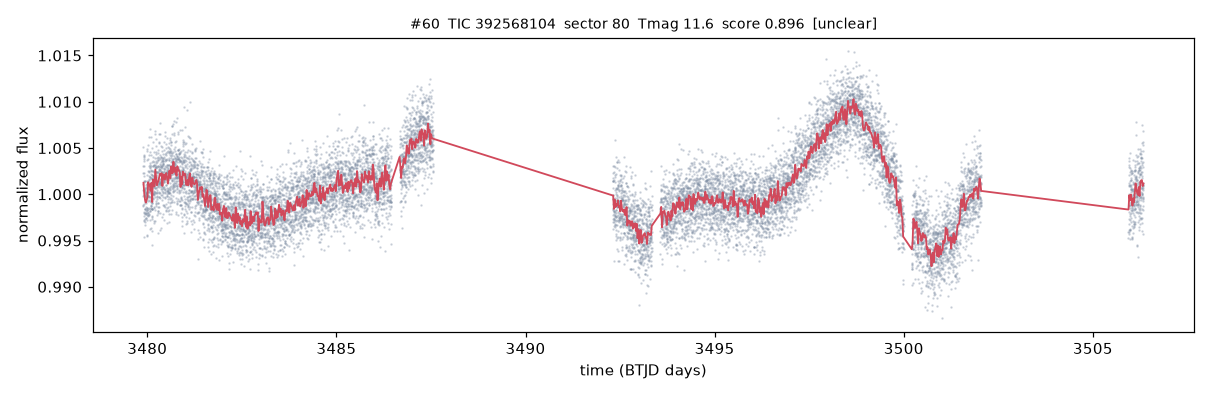 #60 TIC 392568104 sector 80 Tmag 11.6 score 0.896 [unclear]
1.015
1.010
1.005
1.000
0.995
0.990
normalized flux
3480 3485 3490 3495 3500 3505
time (BTJD days)